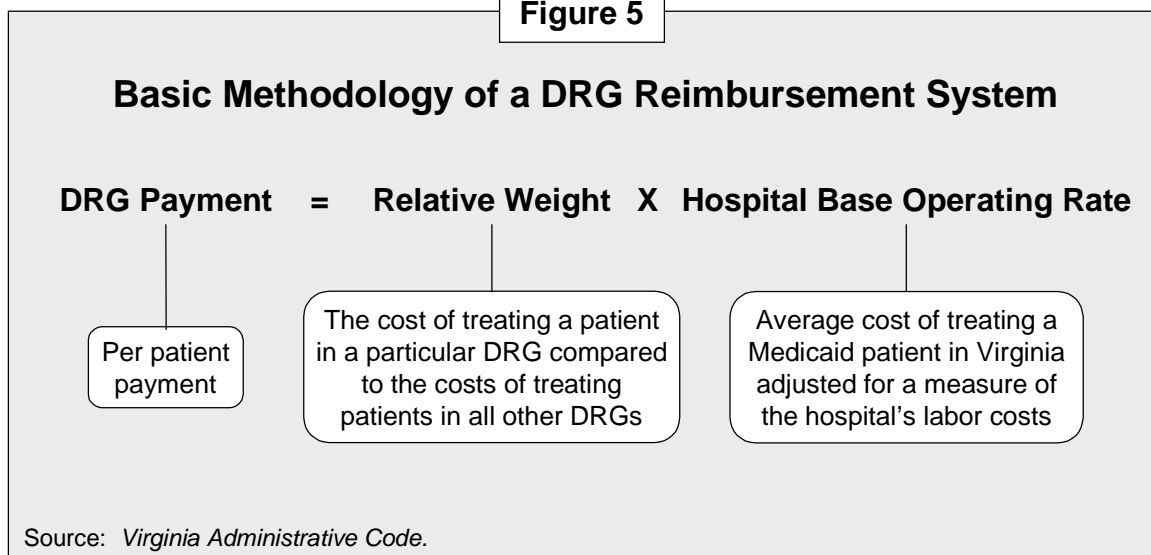 Figure 5
Basic Methodology of a DRG Reimbursement System
DRG Payment = Relative Weight X Hospital Base Operating Rate
Per patient
payment
The cost of treating a patient
in a particular DRG compared
to the costs of treating
patients in all other DRGs
Average cost of treating a
Medicaid patient in Virginia
adjusted for a measure of
the hospital's labor costs
Source: Virginia Administrative Code.